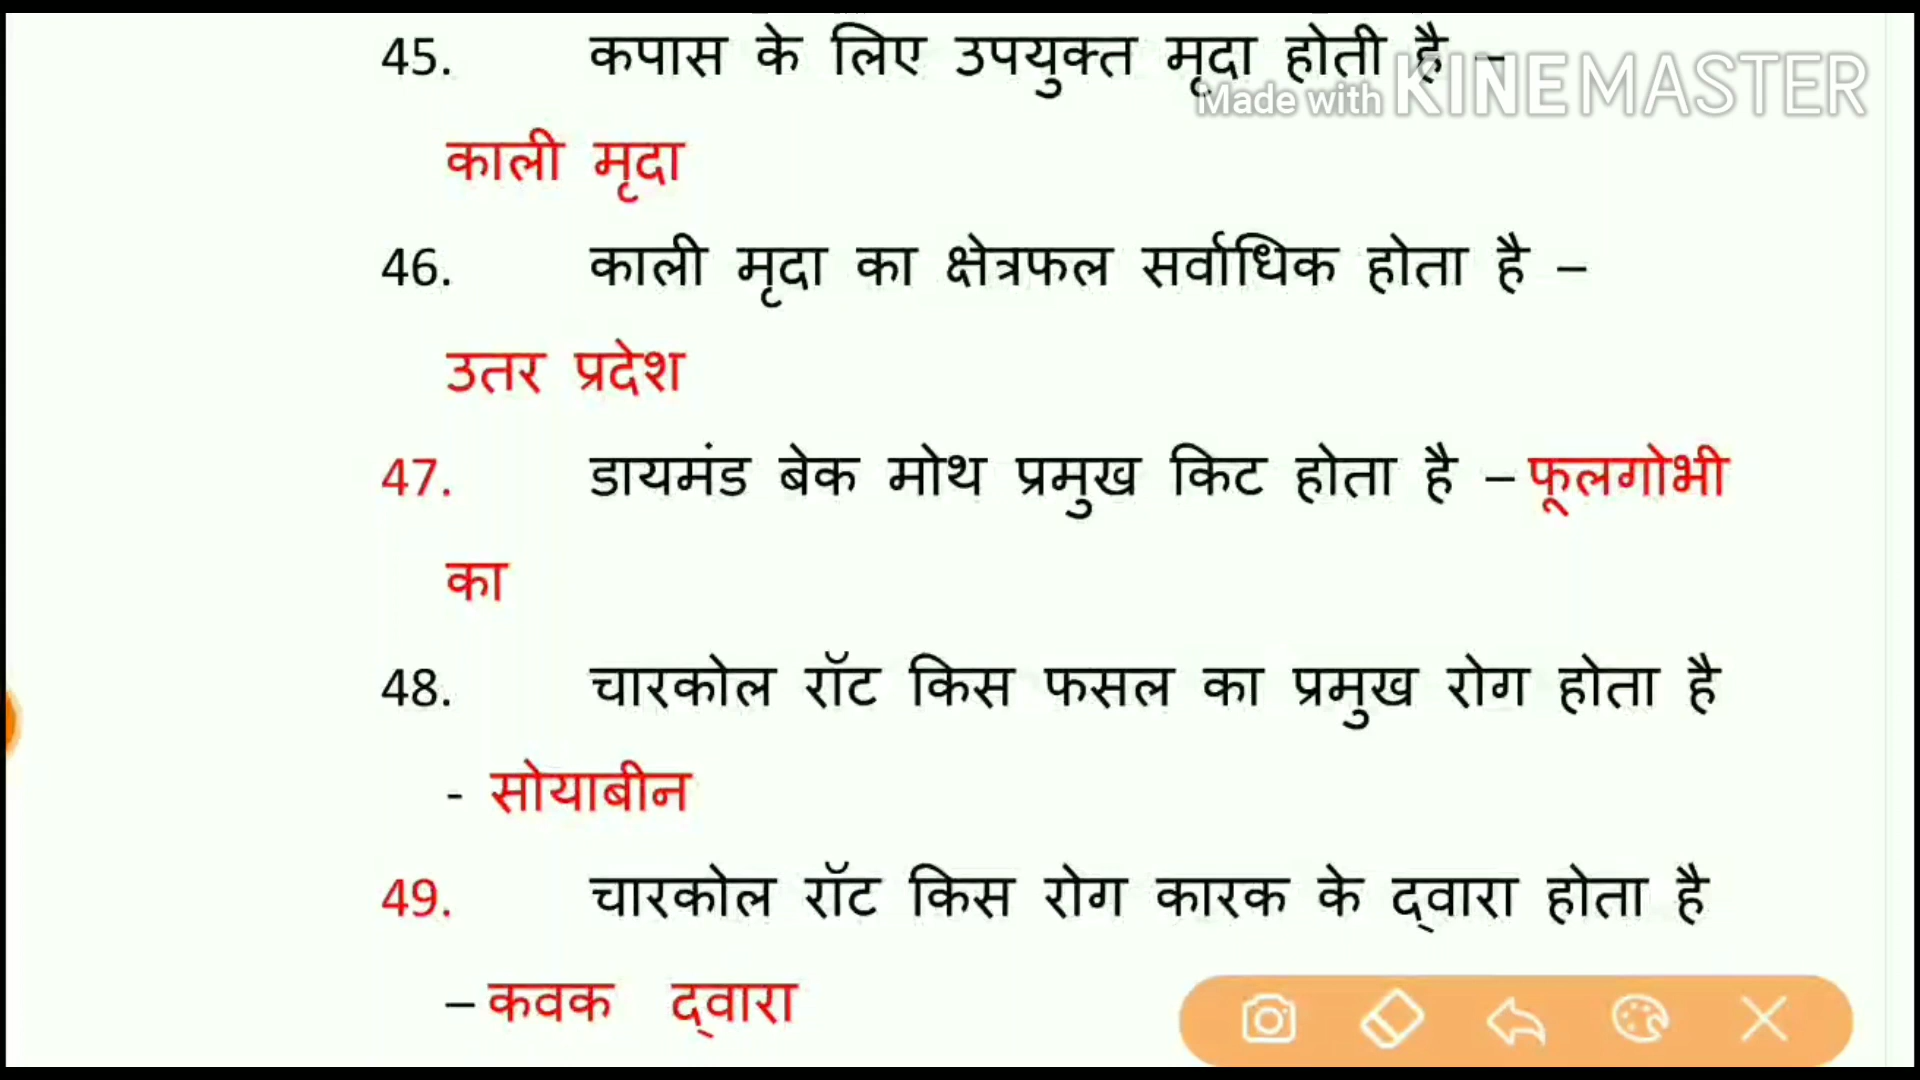 45. कपास के लिए उपयुक्त मृदा होती है –
Made with KINEMASTER
काली मृदा
46. काली मृदा का क्षेत्रफल सर्वाधिक होता है –
उतर प्रदेश
47. डायमंड बेक मोथ प्रमुख किट होता है – फूलगोभी
का
48. चारकोल रॉट किस फसल का प्रमुख रोग होता है
- सोयाबीन
49. चारकोल रॉट किस रोग कारक के द्वारा होता है
– कवक द्वारा